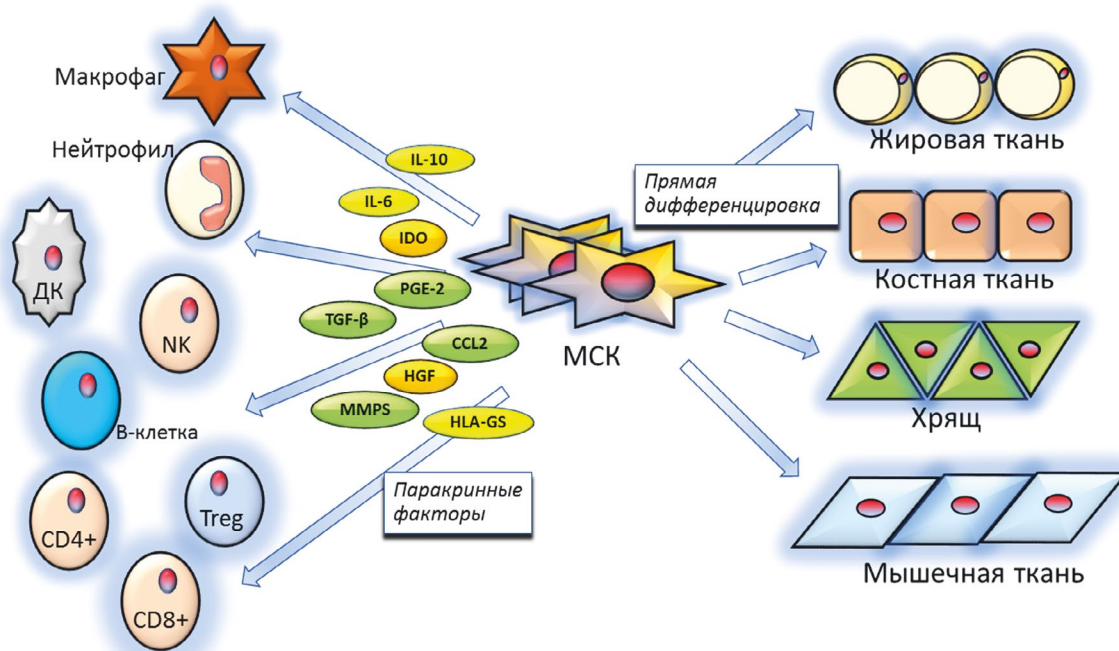 Макрофаг
Нейтрофил
ДК
NK
В-клетка
Treg
CD4+
CD8+
IL-10
IL-6
IDO
PGE-2
TGF-β
CCL2
HGF
MMPS
HLA-GS
Паракринные
факторы
МСК
Прямая
дифференцировка
Жировая ткань
Костная ткань
Хрящ
Мышечная ткань